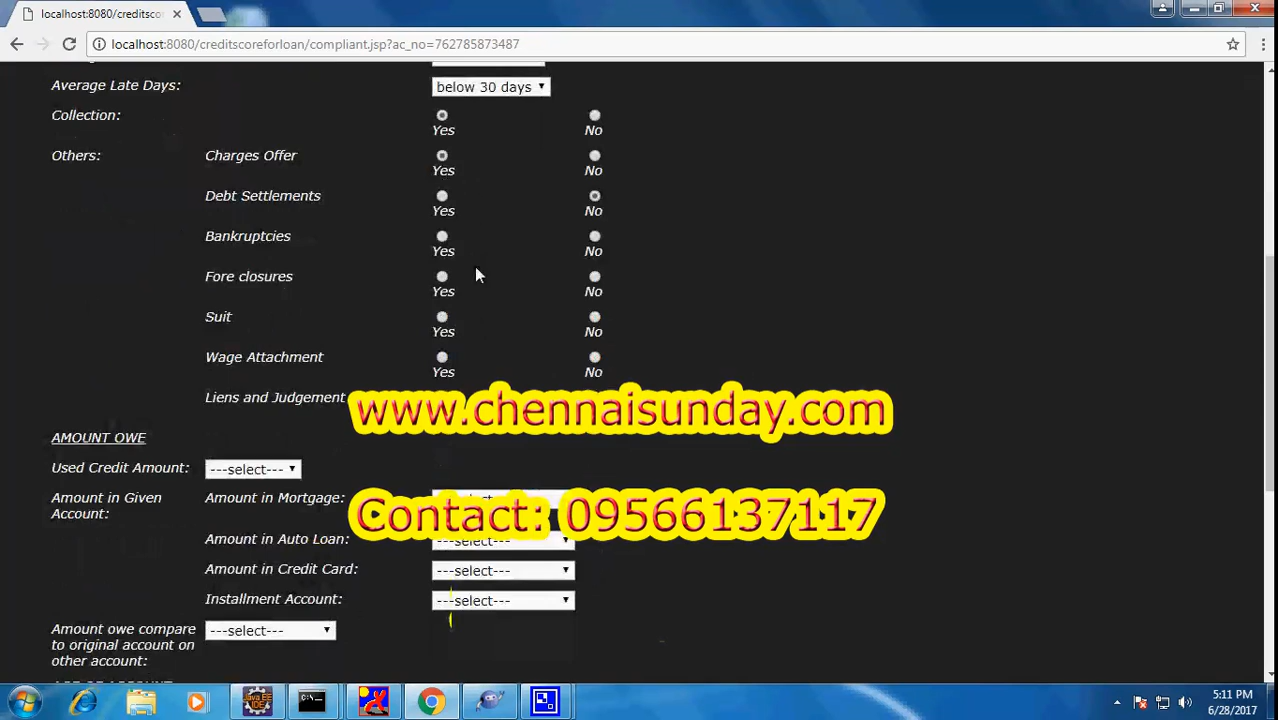 localhost:8080/creditsco
localhost:8080/creditscoreforloan/compliant.jsp?ac_no=762785873487
Average Late Days: below 30 days
Collection:
Yes No
Others: Charges Offer
Yes No
Debt Settlements
Yes No
Bankruptcies
Yes No
Fore closures
Yes No
Suit
Yes No
Wage Attachment
Yes No
Liens and Judgement
www.chennaisunday.com
AMOUNT OWE
Used Credit Amount: ---select---
Amount in Given Account:
Amount in Mortgage:
Contact: 09566137117
Amount in Auto Loan: ---select---
Amount in Credit Card: ---select---
Installment Account: ---select---
Amount owe compare
to original account on
other account:
---select---
Java EE
IDE
5:11 PM
6/28/2017